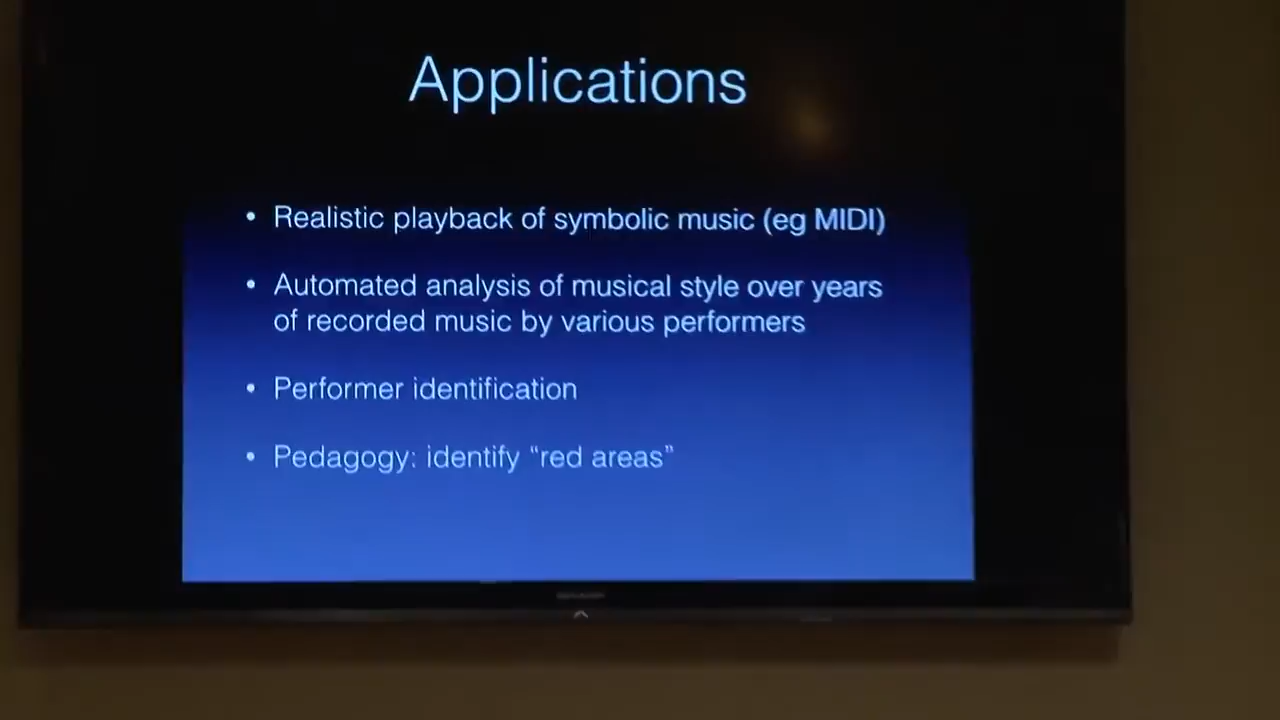 Applications
• Realistic playback of symbolic music (eg MIDI)
• Automated analysis of musical style over years
of recorded music by various performers
• Performer identification
• Pedagogy: identify “red areas”